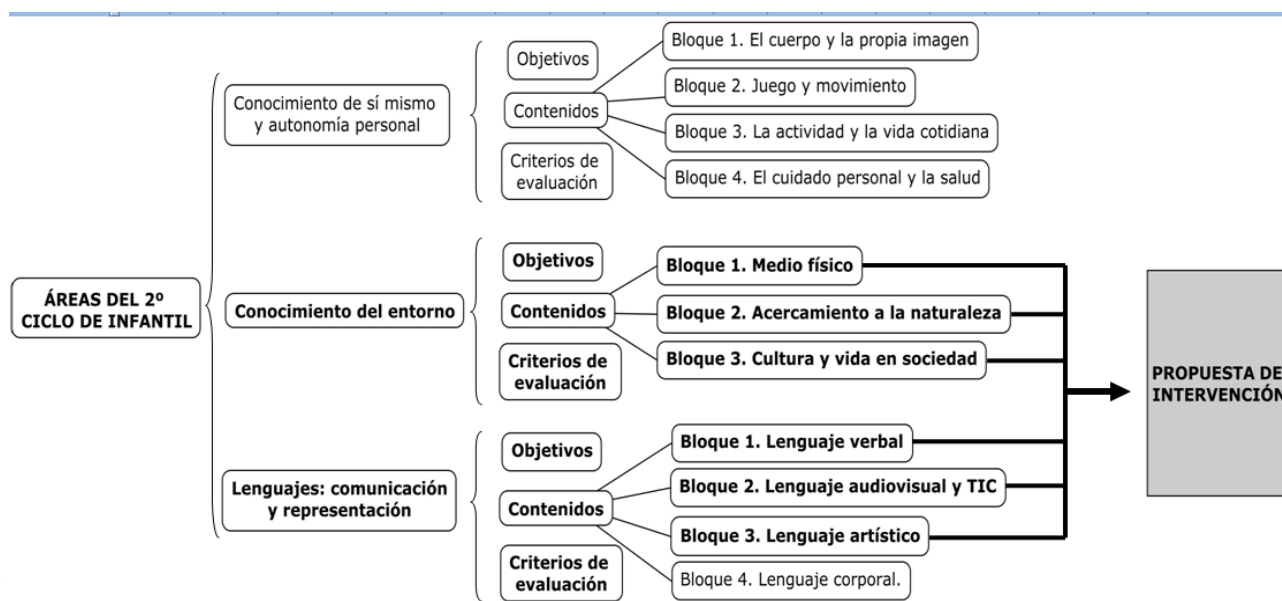 ÁREAS DEL 2º
CICLO DE INFANTIL
Conocimiento de sí mismo
y autonomía personal
Objetivos
Contenidos
Criterios de
evaluación
Bloque 1. El cuerpo y la propia imagen
Bloque 2. Juego y movimiento
Bloque 3. La actividad y la vida cotidiana
Bloque 4. El cuidado personal y la salud
Conocimiento del entorno
Objetivos
Contenidos
Criterios de
evaluación
Bloque 1. Medio físico
Bloque 2. Acercamiento a la naturaleza
Bloque 3. Cultura y vida en sociedad
Lenguajes: comunicación
y representación
Objetivos
Contenidos
Criterios de
evaluación
Bloque 1. Lenguaje verbal
Bloque 2. Lenguaje audiovisual y TIC
Bloque 3. Lenguaje artístico
Bloque 4. Lenguaje corporal.
PROPUESTA DE
INTERVENCIÓN